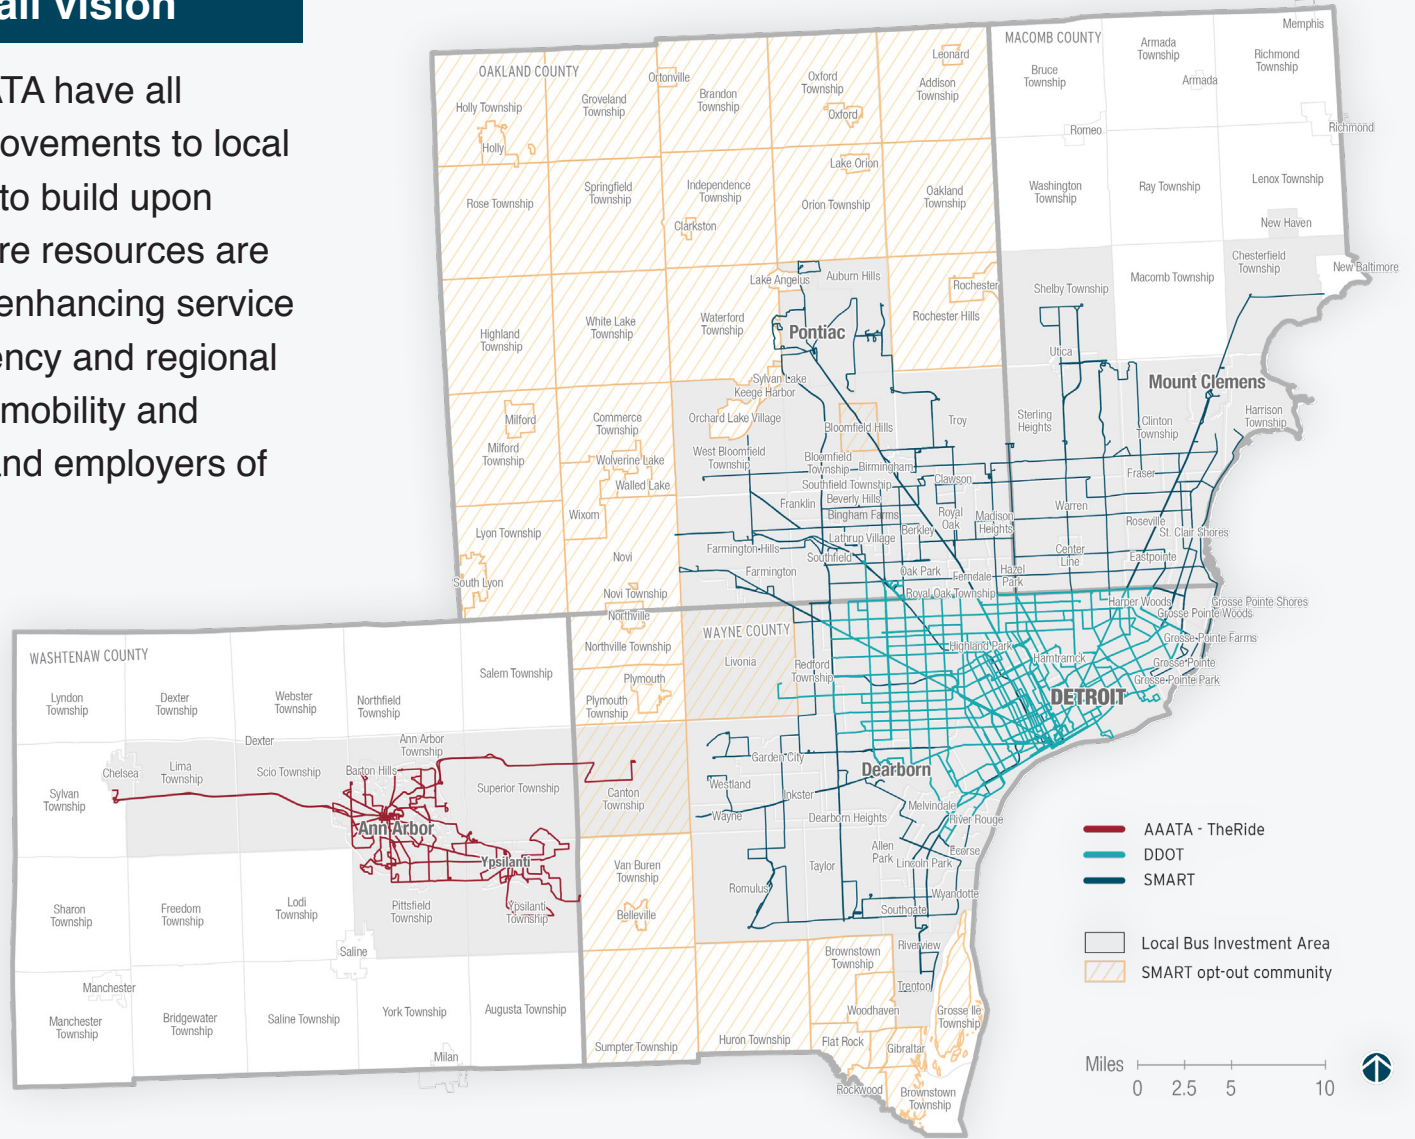 all Vision
ATA have all
ovements to local
to build upon
re resources are
enhancing service
ency and regional
mobility and
and employers of
OAKLAND COUNTY
MACOMB COUNTY
Memphis
Leonard
Ortonville
Holly Township
Groveland
Township
Brandon
Township
Oxford
Township
Addison
Township
Bruce
Township
Armada
Township
Richmond
Township
Armada
Holly
Oxford
Romeo
Richmond
Lake Orion
Rose Township
Springfield
Township
Independence
Township
Orion Township
Oakland
Township
Washington
Township
Ray Township
Lenox Township
Clarkston
New Haven
Lake Angelus
Auburn Hills
Rochester
Shelby Township
Macomb Township
Chesterfield
Township
New Baltimore
Highland
Township
White Lake
Township
Waterford
Township
Pontiac
Rochester Hills
Utica
Sylvan Lake
Keege Harbor
Mount Clemens
Milford
Milford
Township
Commerce
Township
Orchard Lake Village
Bloomfield Hills
Troy
Sterling
Heights
Clinton
Township
Harrison
Township
Wolverine Lake
Walled Lake
West Bloomfield
Township
Bloomfield
Township
Birmingham
Clawson
Fraser
Southfield Township
Franklin
Beverly Hills
Bingham Farms
Royal
Oak
Madison
Heights
Warren
Roseville
St. Clair Shores
Lyon Township
Wixom
Berkley
Lathrup Village
Novi
Farmington Hills
Southfield
Center
Line
Eastpointe
South Lyon
Novi Township
Farmington
Oak Park
Ferndale
Hazel
Park
Royal Oak Township
Northville
Harper Woods
Grosse Pointe Shores
Grosse Pointe Woods
WASHTENAW COUNTY
WAYNE COUNTY
Northville Township
Livonia
Redford
Township
Highland Park
Hamtramck
Grosse Pointe Farms
Grosse Pointe
Grosse Pointe Park
Lyndon
Township
Dexter
Township
Webster
Township
Northfield
Township
Salem Township
Plymouth
Plymouth
Township
DETROIT
Dexter
Ann Arbor
Township
Chelsea
Lima
Township
Scio Township
Barton Hills
Superior Township
Canton
Township
Garden City
Dearborn
Sylvan
Township
Westland
Inkster
Wayne
Dearborn Heights
Melvindale
River Rouge
Ann Arbor
Ypsilanti
Van Buren
Township
Taylor
Allen
Park
Lincoln Park
Ecorse
Sharon
Township
Freedom
Township
Lodi
Township
Pittsfield
Township
Ypsilanti
Township
Belleville
Romulus
Wyandotte
Southgate
Saline
Brownstown
Township
Riverview
Manchester
Trenton
Manchester
Township
Bridgewater
Township
Saline Township
York Township
Augusta Township
Woodhaven
Grosse Ile
Township
Milan
Sumpter Township
Huron Township
Flat Rock
Gibraltar
Rockwood
Brownstown
Township
AAATA - TheRide
DDOT
SMART
Local Bus Investment Area
SMART opt-out community
Miles
0 2.5 5 10